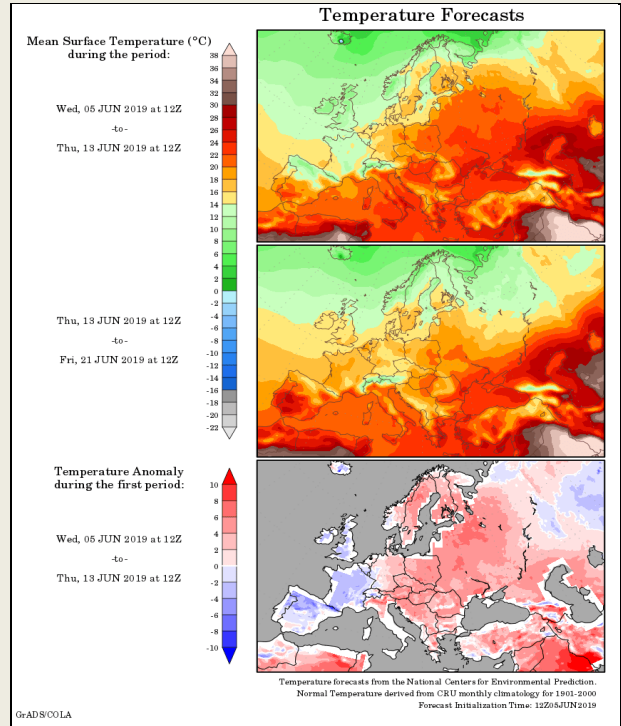 Temperature Forecasts
Mean Surface Temperature (°C)
during the period:
Wed, 05 JUN 2019 at 12Z
-to-
Thu, 13 JUN 2019 at 12Z
38
36
34
32
30
28
26
24
22
20
18
16
14
12
10
8
6
4
2
0
-2
-4
-6
-8
-10
-12
-14
-16
-18
-20
-22
Thu, 13 JUN 2019 at 12Z
-to-
Fri, 21 JUN 2019 at 12Z
Temperature Anomaly
during the first period:
Wed, 05 JUN 2019 at 12Z
-to-
Thu, 13 JUN 2019 at 12Z
10
8
6
4
2
0
-2
-4
-6
-8
-10
Temperature forecasts from the National Centers for Environmental Prediction.
Normal Temperature derived from CRU monthly climatology for 1901-2000
Forecast Initialization Time: 12Z05JUN2019
GrADS/COLA